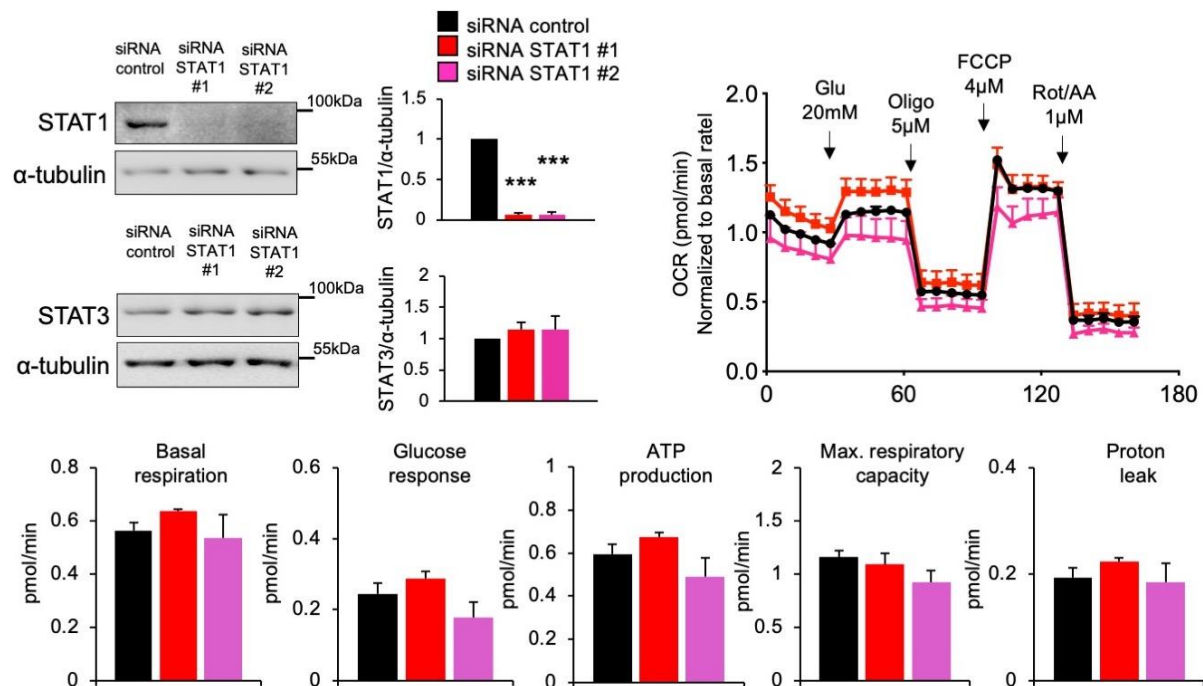 siRNA control
siRNA STAT1 #1
siRNA STAT1 #2
siRNA
control
siRNA
STAT1
#1
siRNA
STAT1
#2
STAT1
100kDa
α-tubulin
55kDa
STAT1/α-tubulin
1.5
1
0.5
0
***
***
siRNA
control
siRNA
STAT1
#1
siRNA
STAT1
#2
STAT3
100kDa
α-tubulin
55kDa
STAT3/α-tubulin
2
1.5
1
0.5
0
OCR (pmol/min)
Normalized to basal ratel
2.0
1.5
1.0
0.5
0.0
0
60
120
180
Glu
20mM
Oligo
5µM
FCCP
4µM
Rot/AA
1µM
Basal
respiration
pmol/min
0.8
0.6
0.4
0.2
0
Glucose
response
pmol/min
0.6
0.4
0.2
0
ATP
production
pmol/min
1
0.8
0.6
0.4
0.2
0
Max. respiratory
capacity
pmol/min
2
1.5
1
0.5
0
Proton
leak
pmol/min
0.4
0.2
0